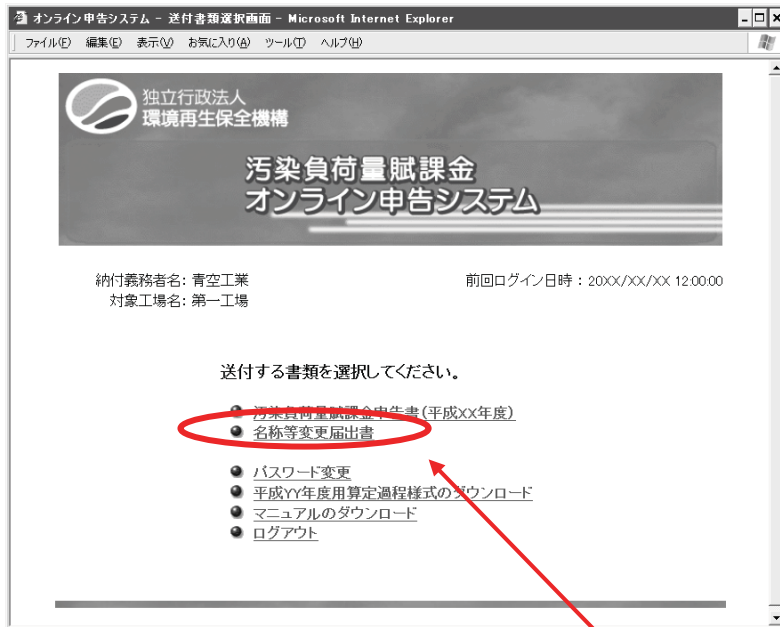 オンライン申告システム - 送付書類選択画面 - Microsoft Internet Explorer
ファイル(F) 編集(E) 表示(V) お気に入り(A) ツール(T) ヘルプ(H)
独立行政法人
環境再生保全機構
汚染負荷量賦課金
オンライン申告システム
納付義務者名: 青空工業
前回ログイン日時 : 20XX/XX/XX 12:00:00
対象工場名: 第一工場
送付する書類を選択してください。
汚染負荷量賦課金申告書(平成XX年度)
名称等変更届出書
パスワード変更
平成YY年度用算定過程様式のダウンロード
マニュアルのダウンロード
ログアウト